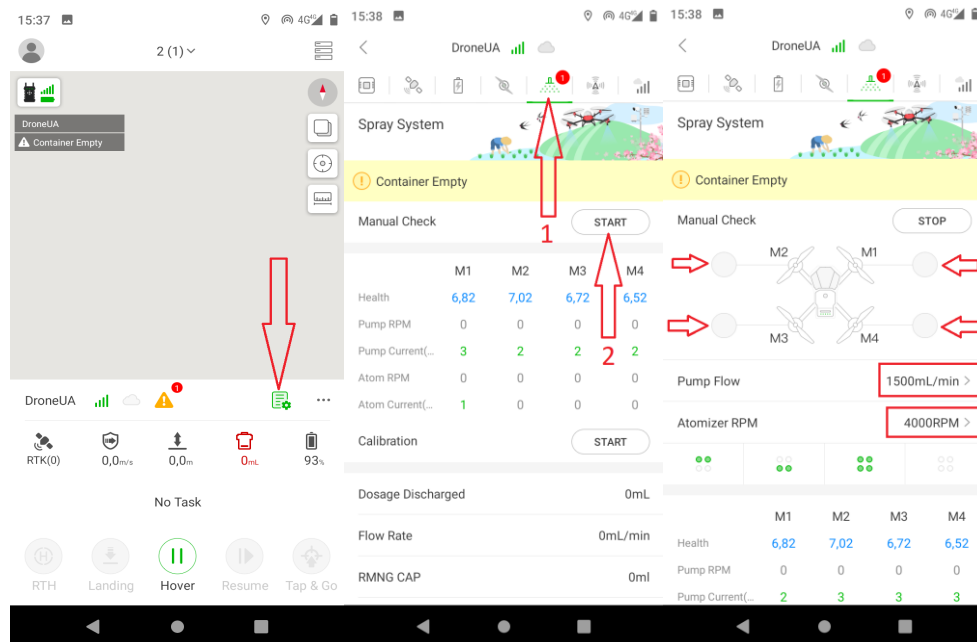 15:37
4G
2 (1)
DroneUA
Container Empty
DroneUA
1
RTK(0)
0,0m/s
0,0m
0mL
93%
No Task
RTH
Landing
Hover
Resume
Tap & Go
15:38
4G
DroneUA
1
Spray System
Container Empty
Manual Check
START
1
M1 M2 M3 M4
Health 6,82 7,02 6,72 6,52
Pump RPM 0 0 0 0
Pump Current(... 3 2 2 2
2
Atom RPM 0 0 0 0
Atom Current(... 1 0 0 0
Calibration
START
Dosage Discharged 0mL
Flow Rate 0mL/min
RMNG CAP 0ml
15:38
4G
DroneUA
1
Spray System
Container Empty
Manual Check
STOP
M2 M1
M3 M4
Pump Flow 1500mL/min
Atomizer RPM 4000RPM
M1 M2 M3 M4
Health 6,82 7,02 6,72 6,52
Pump RPM 0 0 0 0
Pump Current(... 2 3 3 3